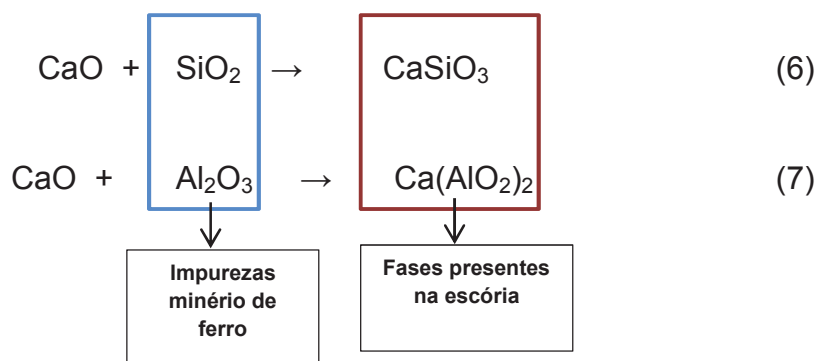 CaO + SiO₂ → CaSiO₃ (6)
CaO + Al₂O₃ → Ca(AlO₂)₂ (7)
Impurezas
minério de
ferro
Fases presentes
na escória